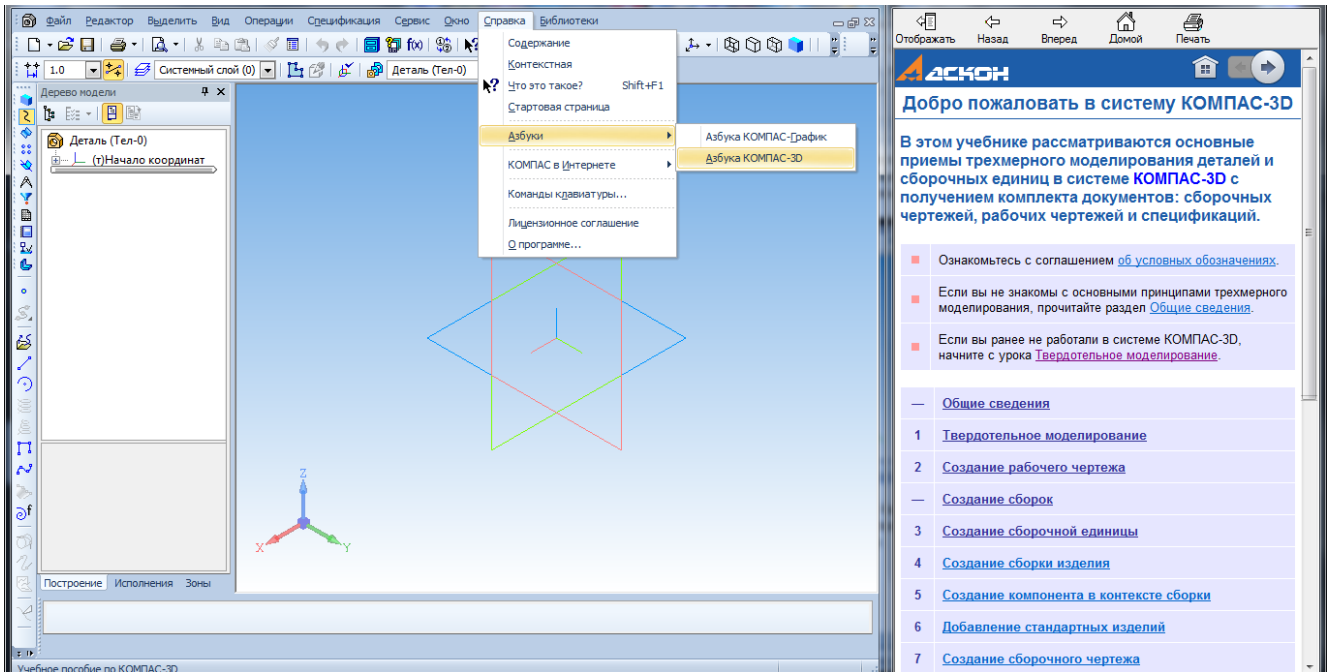 Файл Редактор Выделить Вид Операции Спецификация Сервис Окно Справка Библиотеки
1.0 Системный слой (0) Деталь (Тел-0)
Дерево модели
Деталь (Тел-0)
(т)Начало координат
Построение Исполнения Зоны
Учебное пособие по КОМПАС-3D
Содержание
Контекстная
Что это такое? Shift+F1
Стартовая страница
Азбуки
КОМПАС в Интернете
Команды клавиатуры...
Лицензионное соглашение
О программе...
Азбука КОМПАС-График
Азбука КОМПАС-3D
Z
X
Y
Отображать Назад Вперед Домой Печать
АСКОН
Добро пожаловать в систему КОМПАС-3D
В этом учебнике рассматриваются основные
приемы трехмерного моделирования деталей и
сборочных единиц в системе КОМПАС-3D с
получением комплекта документов: сборочных
чертежей, рабочих чертежей и спецификаций.
Ознакомьтесь с соглашением об условных обозначениях.
Если вы не знакомы с основными принципами трехмерного
моделирования, прочитайте раздел Общие сведения.
Если вы ранее не работали в системе КОМПАС-3D,
начните с урока Твердотельное моделирование.
— Общие сведения
1 Твердотельное моделирование
2 Создание рабочего чертежа
— Создание сборок
3 Создание сборочной единицы
4 Создание сборки изделия
5 Создание компонента в контексте сборки
6 Добавление стандартных изделий
7 Создание сборочного чертежа